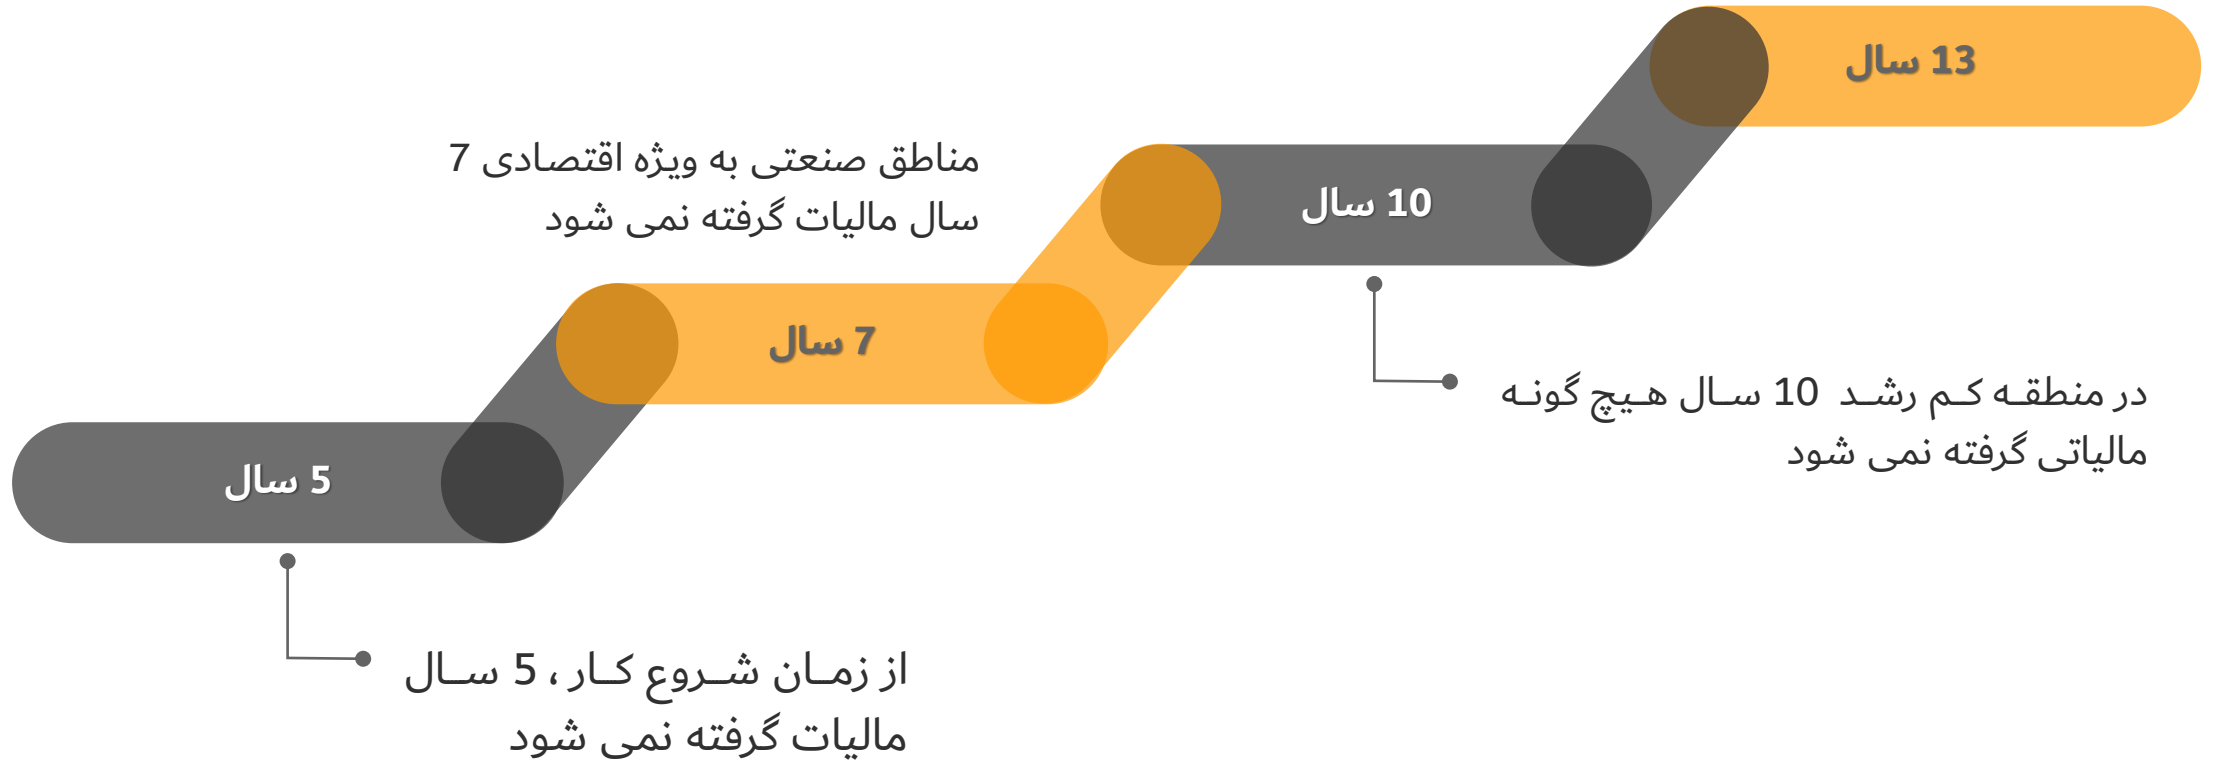 13 سال
مناطق صنعتی به ویژه اقتصادی 7
سال مالیات گرفته نمی شود
10 سال
7 سال
در منطقه کم رشد 10 سال هیچ گونه
مالیاتی گرفته نمی شود
5 سال
از زمان شروع کار ، 5 سال
مالیات گرفته نمی شود